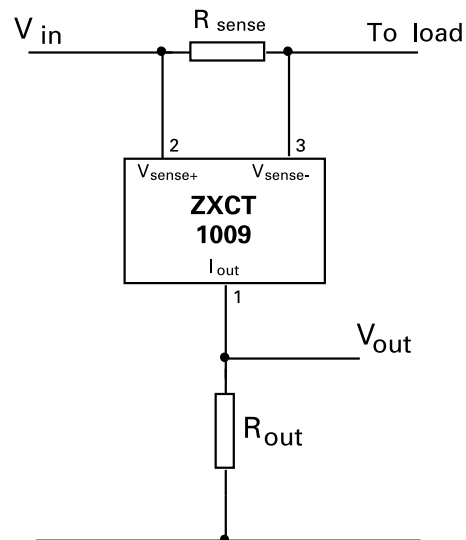 V in
R sense
To load
2
3
Vsense+
Vsense-
ZXCT
1009
Iout
1
Vout
Rout